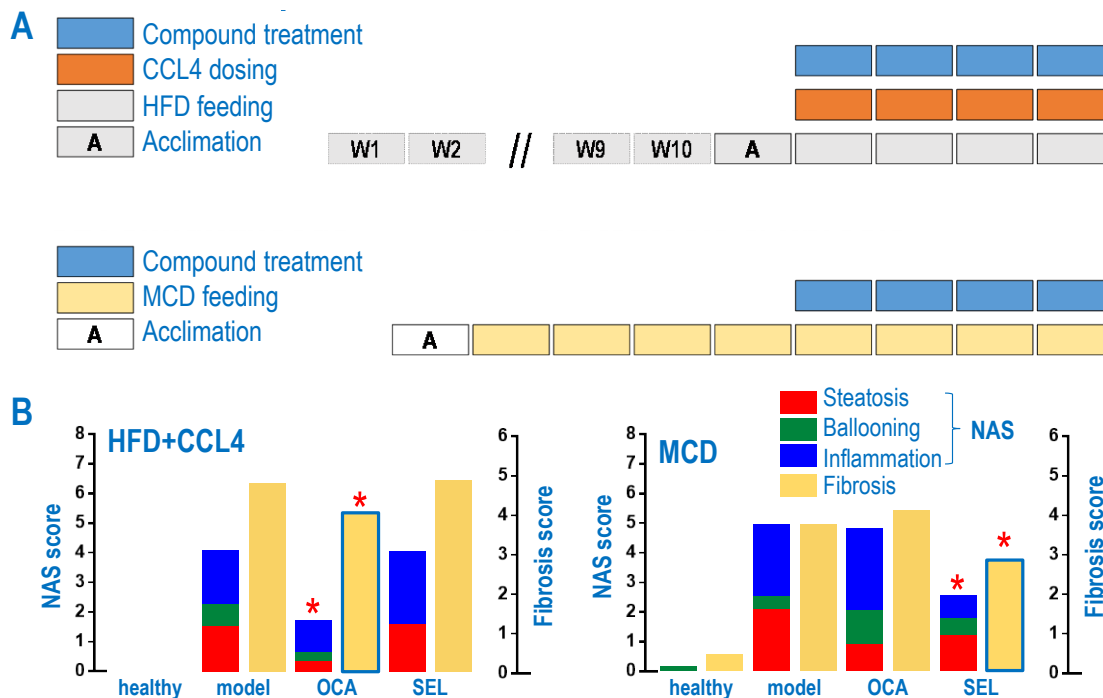 A
Compound treatment
CCL4 dosing
HFD feeding
A Acclimation
W1 W2 // W9 W10 A
Compound treatment
MCD feeding
A Acclimation
A
B
Steatosis
Ballooning
Inflammation
NAS
Fibrosis
HFD+CCL4
NAS score
8
7
6
5
4
3
2
1
0
*
*
healthy model OCA SEL
Fibrosis score
6
5
4
3
2
1
0
MCD
NAS score
8
7
6
5
4
3
2
1
0
*
*
healthy model OCA SEL
Fibrosis score
6
5
4
3
2
1
0